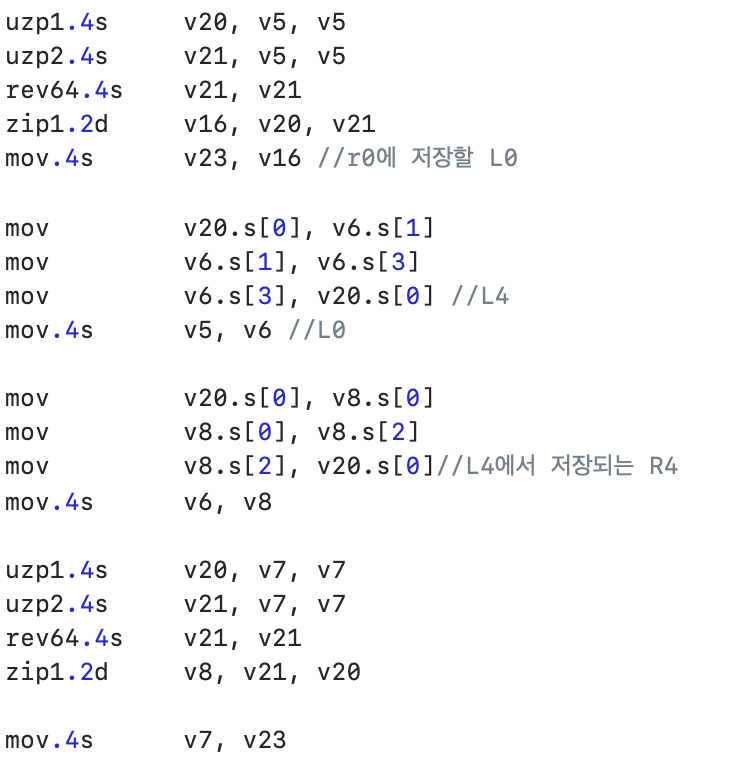 uzp1.4s v20, v5, v5
uzp2.4s v21, v5, v5
rev64.4s v21, v21
zip1.2d v16, v20, v21
mov.4s v23, v16 //r0에 저장할 L0
mov v20.s[0], v6.s[1]
mov v6.s[1], v6.s[3]
mov v6.s[3], v20.s[0] //L4
mov.4s v5, v6 //L0
mov v20.s[0], v8.s[0]
mov v8.s[0], v8.s[2]
mov v8.s[2], v20.s[0]//L4에서 저장되는 R4
mov.4s v6, v8
uzp1.4s v20, v7, v7
uzp2.4s v21, v7, v7
rev64.4s v21, v21
zip1.2d v8, v21, v20
mov.4s v7, v23